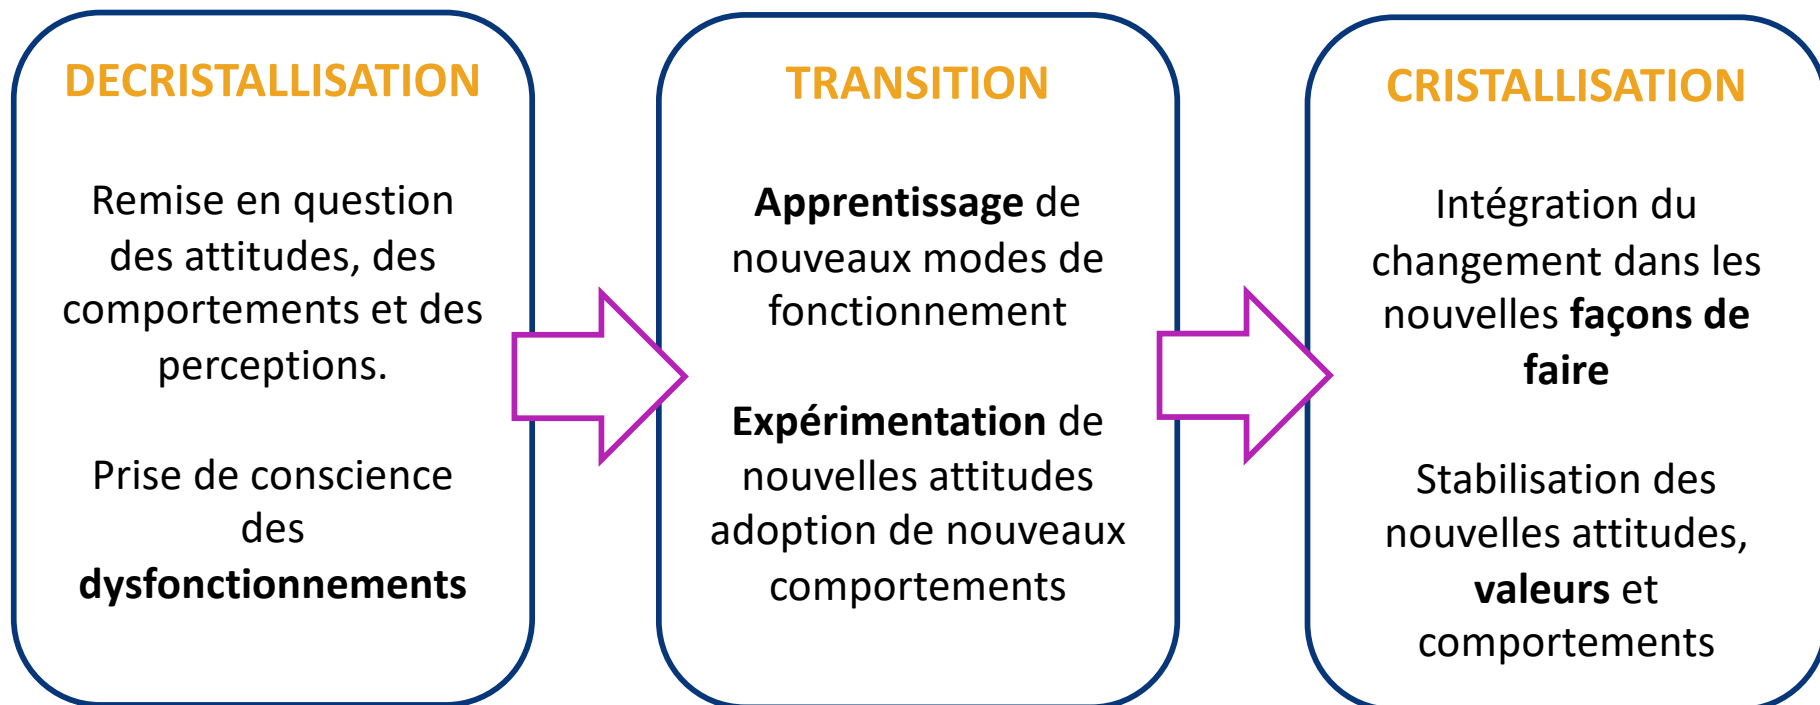 DECRISTALLISATION
Remise en question
des attitudes, des
comportements et des
perceptions.
Prise de conscience
des
dysfonctionnements
TRANSITION
Apprentissage de
nouveaux modes de
fonctionnement
Expérimentation de
nouvelles attitudes
adoption de nouveaux
comportements
CRISTALLISATION
Intégration du
changement dans les
nouvelles façons de
faire
Stabilisation des
nouvelles attitudes,
valeurs et
comportements